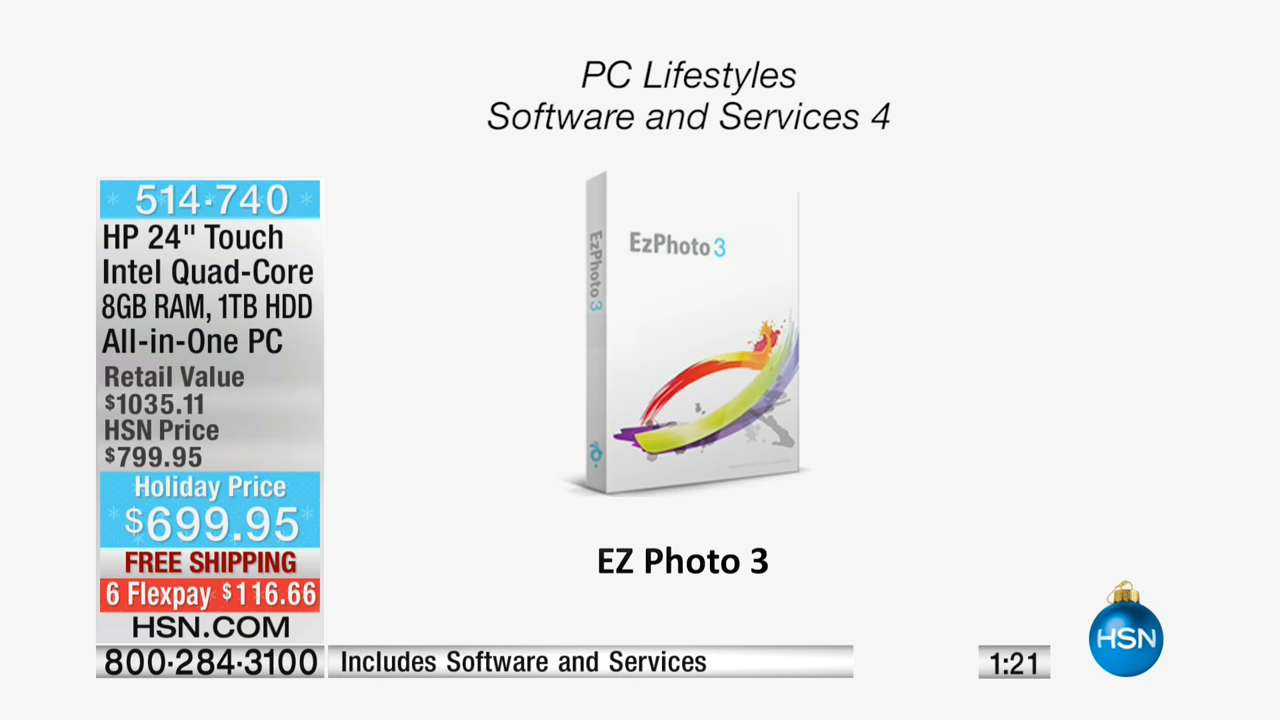 PC Lifestyles
Software and Services 4
514·740
HP 24" Touch
Intel Quad-Core
8GB RAM, 1TB HDD
All-in-One PC
Retail Value
$1035.11
HSN Price
$799.95
Holiday Price
$699.95
FREE SHIPPING
6 Flexpay $116.66
HSN.COM
800·284·3100
Includes Software and Services
1:21
HSN
EzPhoto 3
EzPhoto 3
EZ Photo 3